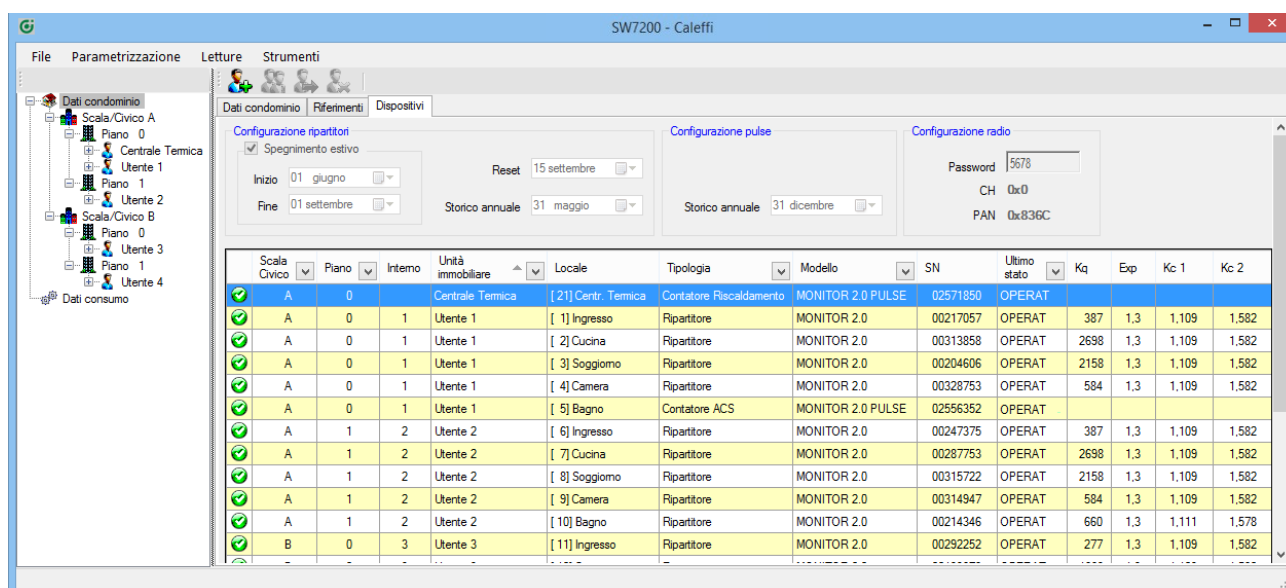 SW7200 - Caleffi
File Parametrizzazione Letture Strumenti
Dati condominio
Scala/Civico A
Piano 0
Centrale Termica
Utente 1
Piano 1
Utente 2
Scala/Civico B
Piano 0
Utente 3
Piano 1
Utente 4
Dati consumo
Dati condominio Riferimenti Dispositivi
Configurazione ripartitori
Spegnimento estivo
Inizio 01 giugno
Fine 01 settembre
Reset 15 settembre
Storico annuale 31 maggio
Configurazione pulse
Storico annuale 31 dicembre
Configurazione radio
Password 5678
CH 0x0
PAN 0x836C
Scala Civico Piano Interno Unità immobiliare Locale Tipologia Modello SN Ultimo stato Kq Exp Kc 1 Kc 2
A 0 Centrale Termica [ 21] Centr. Termica Contatore Riscaldamento MONITOR 2.0 PULSE 02571850 OPERAT
A 0 1 Utente 1 [ 1] Ingresso Ripartitore MONITOR 2.0 00217057 OPERAT 387 1,3 1,109 1,582
A 0 1 Utente 1 [ 2] Cucina Ripartitore MONITOR 2.0 00313858 OPERAT 2698 1,3 1,109 1,582
A 0 1 Utente 1 [ 3] Soggiorno Ripartitore MONITOR 2.0 00204606 OPERAT 2158 1,3 1,109 1,582
A 0 1 Utente 1 [ 4] Camera Ripartitore MONITOR 2.0 00328753 OPERAT 584 1,3 1,109 1,582
A 0 1 Utente 1 [ 5] Bagno Contatore ACS MONITOR 2.0 PULSE 02556352 OPERAT
A 1 2 Utente 2 [ 6] Ingresso Ripartitore MONITOR 2.0 00247375 OPERAT 387 1,3 1,109 1,582
A 1 2 Utente 2 [ 7] Cucina Ripartitore MONITOR 2.0 00287753 OPERAT 2698 1,3 1,109 1,582
A 1 2 Utente 2 [ 8] Soggiorno Ripartitore MONITOR 2.0 00315722 OPERAT 2158 1,3 1,109 1,582
A 1 2 Utente 2 [ 9] Camera Ripartitore MONITOR 2.0 00314947 OPERAT 584 1,3 1,109 1,582
A 1 2 Utente 2 [ 10] Bagno Ripartitore MONITOR 2.0 00214346 OPERAT 660 1,3 1,111 1,578
B 0 3 Utente 3 [ 11] Ingresso Ripartitore MONITOR 2.0 00292252 OPERAT 277 1,3 1,109 1,582